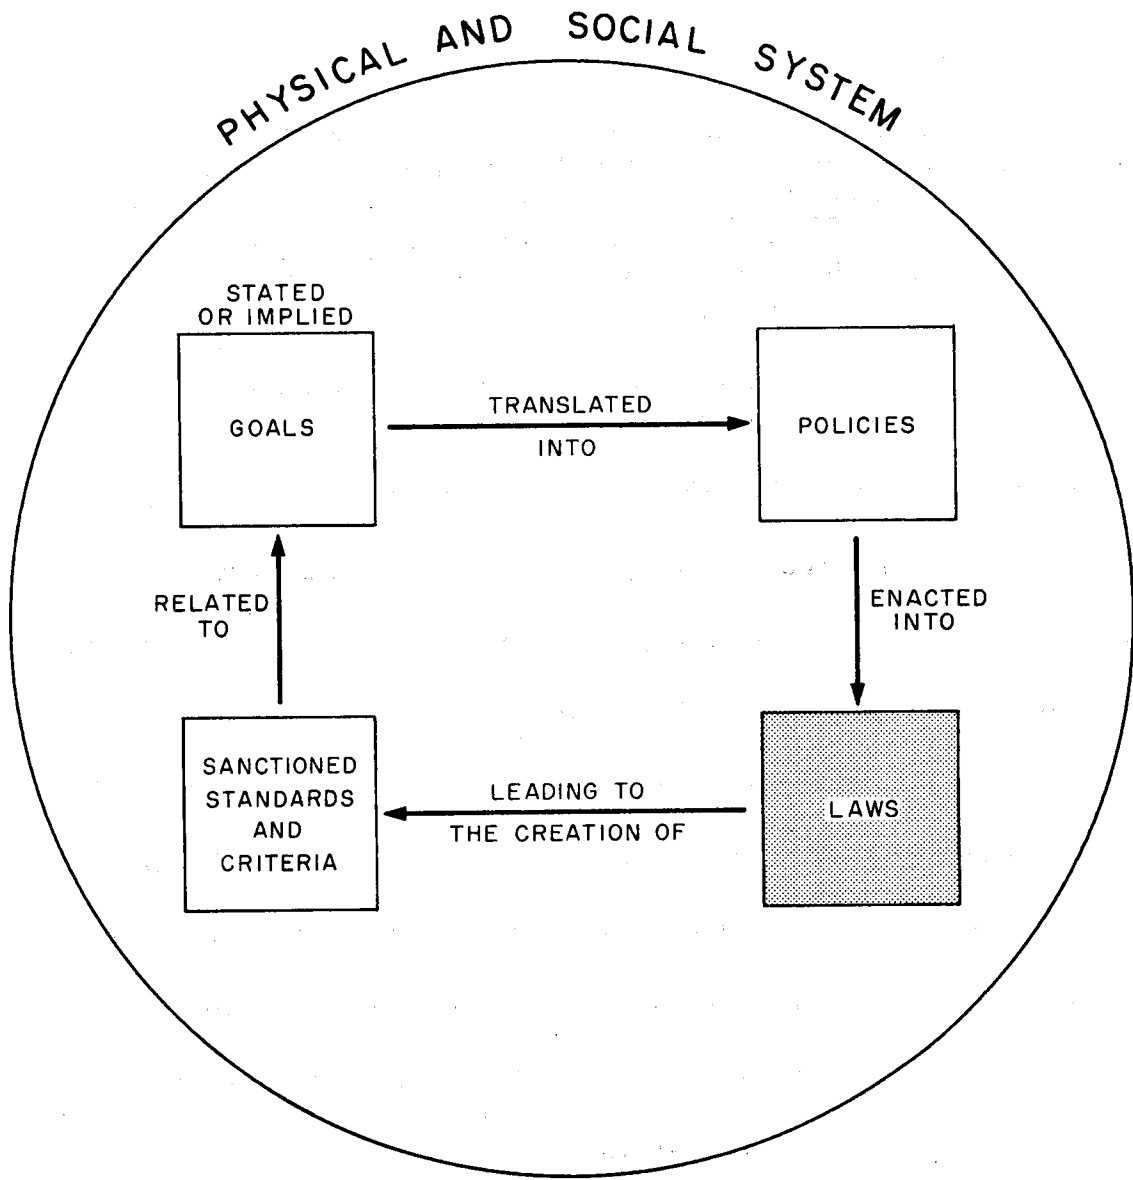 PHYSICAL AND SOCIAL SYSTEM
STATED
OR IMPLIED
GOALS
TRANSLATED
INTO
POLICIES
ENACTED
INTO
LAWS
LEADING TO
THE CREATION OF
SANCTIONED
STANDARDS
AND
CRITERIA
RELATED
TO